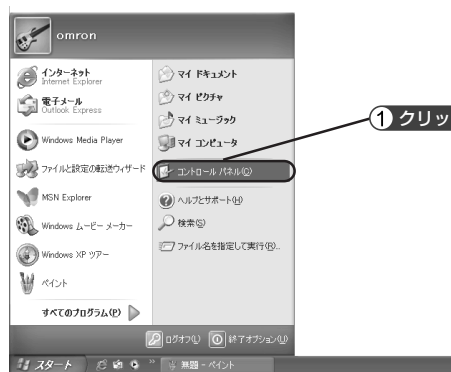 omron
インターネット
Internet Explorer
電子メール
Outlook Express
Windows Media Player
ファイルと設定の転送ウィザード
MSN Explorer
Windows ムービー メーカー
Windows XP ツアー
ペイント
すべてのプログラム(P)
マイ ドキュメント
マイ ピクチャ
マイ ミュージック
マイ コンピュータ
コントロール パネル(C)
ヘルプとサポート(H)
検索(S)
ファイル名を指定して実行(R)...
ログオフ(L)
終了オプション(U)
スタート
無題 - ペイント
① クリッ